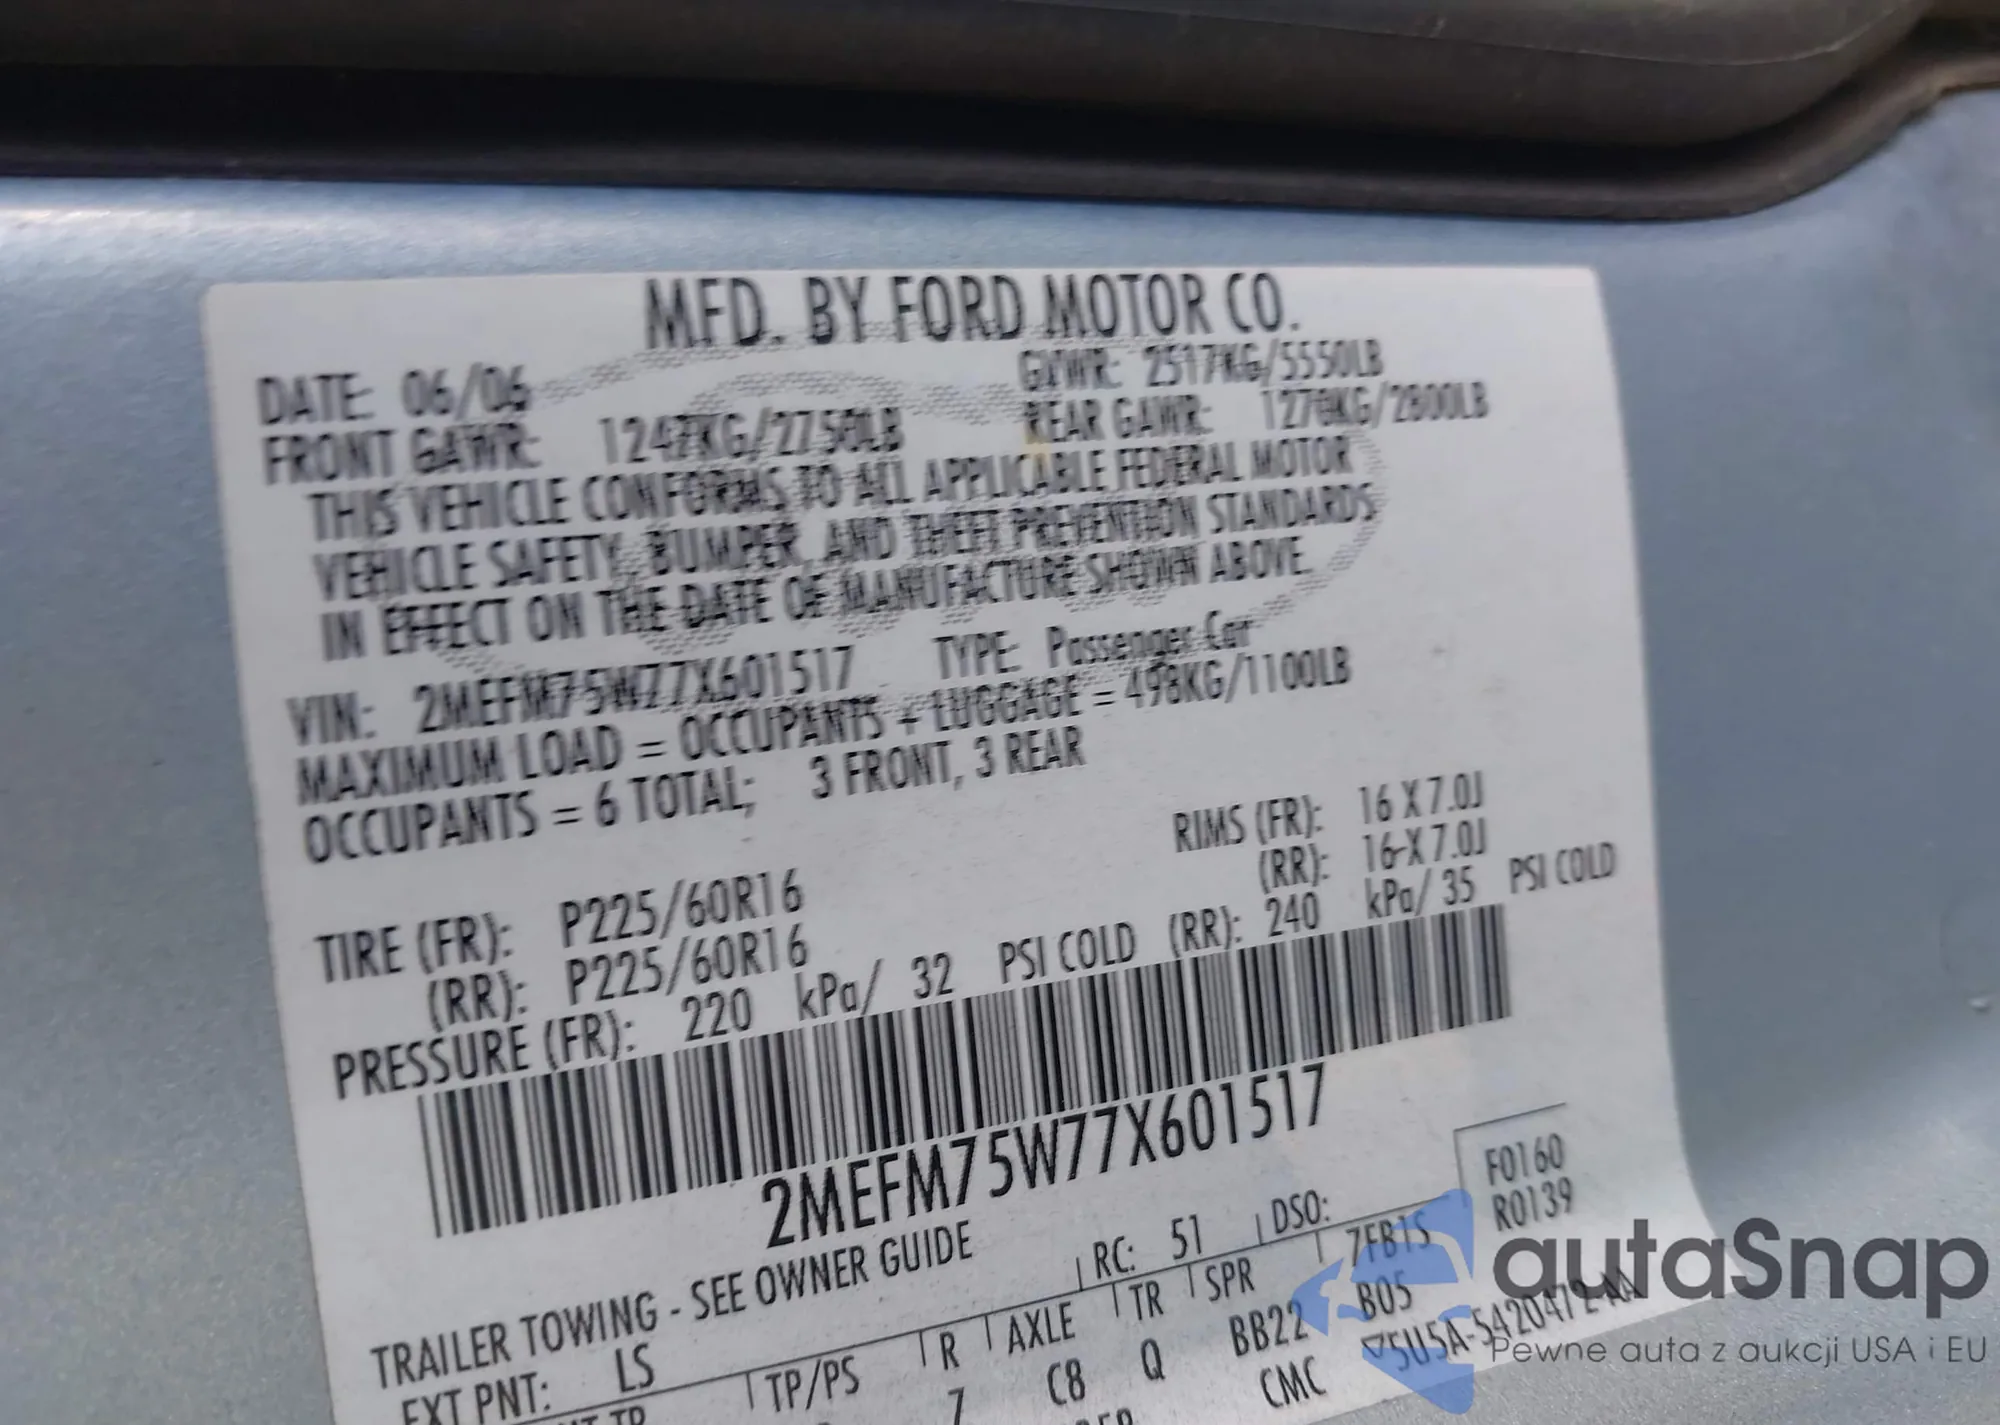 MFD. BY FORD MOTOR CO.
DATE: 06/06
GVWR: 2517KG/5550LB
FRONT GAWR: 1247KG/2750LB
REAR GAWR: 1270KG/2800LB
THIS VEHICLE CONFORMS TO ALL APPLICABLE FEDERAL MOTOR
VEHICLE SAFETY, BUMPER, AND THEFT PREVENTION STANDARDS
IN EFFECT ON THE DATE OF MANUFACTURE SHOWN ABOVE.
VIN: 2MEFM75W77X601517
TYPE: Passenger Car
MAXIMUM LOAD = OCCUPANTS + LUGGAGE = 498KG/1100LB
OCCUPANTS = 6 TOTAL; 3 FRONT, 3 REAR
TIRE (FR): P225/60R16
RIMS (FR): 16 X 7.0J
(RR): P225/60R16
(RR): 16 X 7.0J
PRESSURE (FR): 220 kPa/ 32 PSI COLD (RR): 240 kPa/ 35 PSI COLD
2MEFM75W77X601517
F0160
R0139
TRAILER TOWING - SEE OWNER GUIDE
EXT PNT: LS
RC: 51
DSO:
7FB1S
TP/PS
R
AXLE
TR
SPR
B05
7
C8
Q
BB22
CMC
5U5A-5420472-AA
autaSnap
Pewne auta z aukcji USA i EU